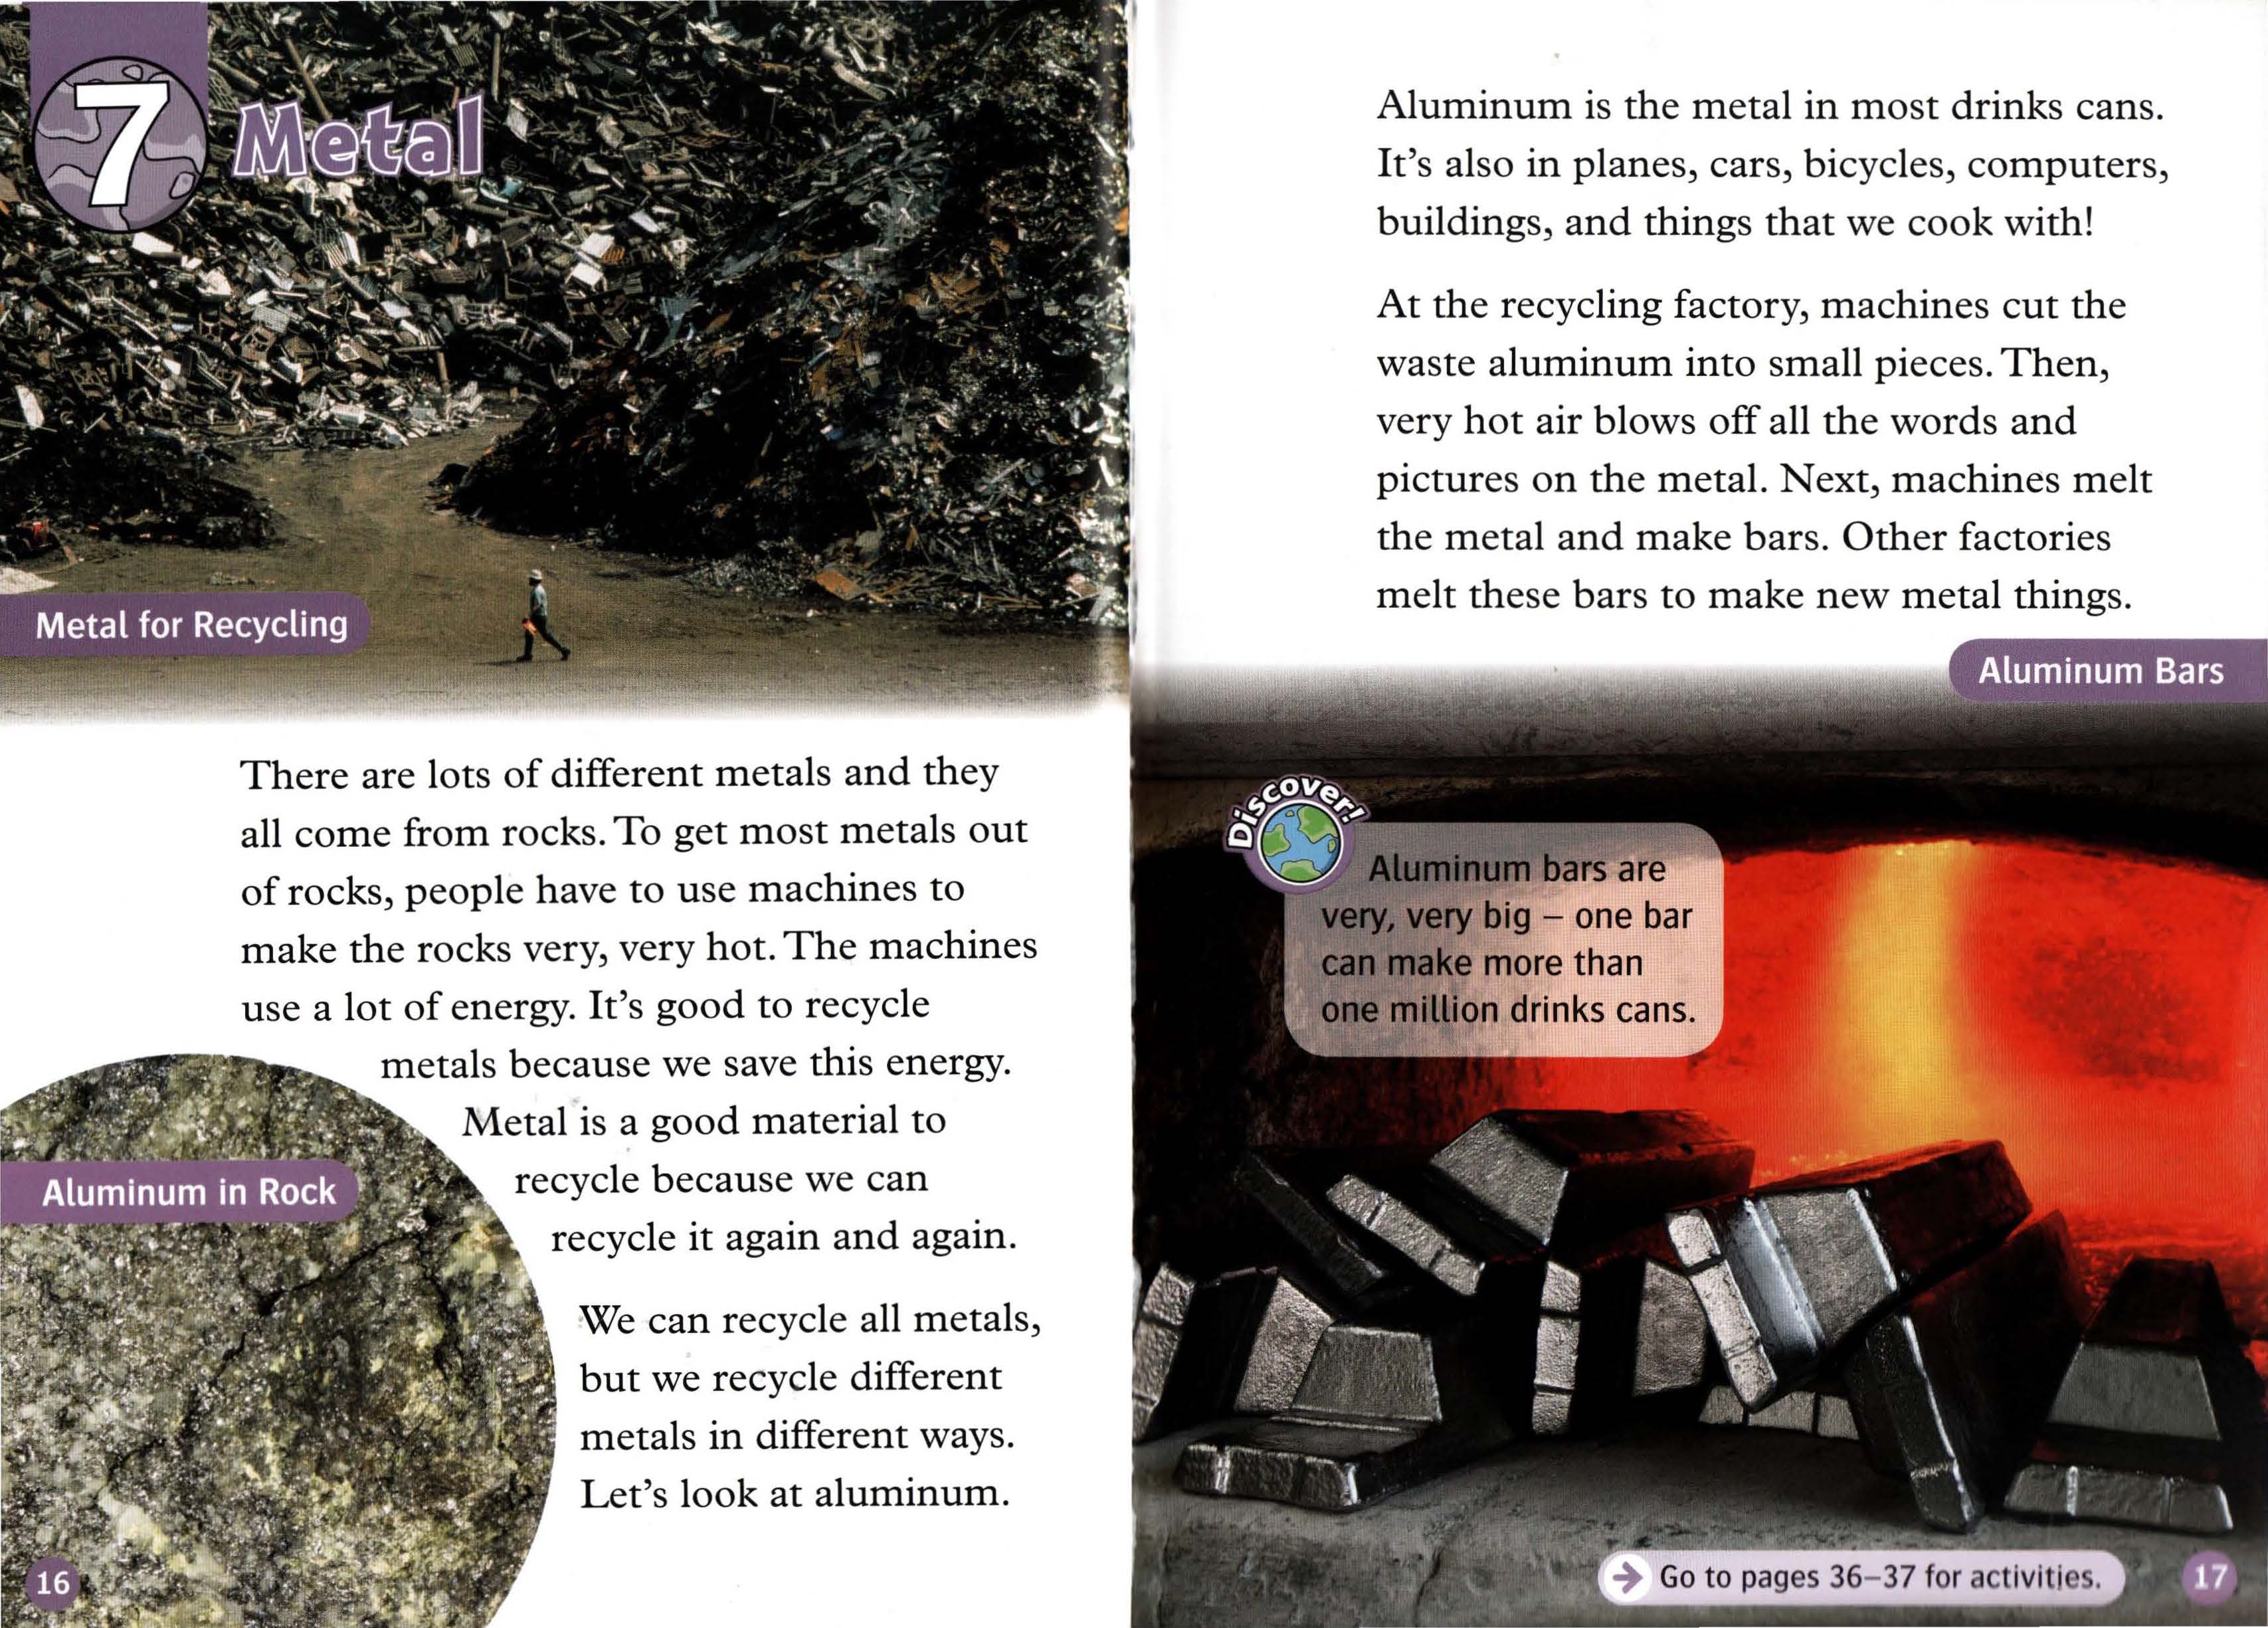 7
Metal
Metal for Recycling
There are lots of different metals and they
all come from rocks. To get most metals out
of rocks, people have to use machines to
make the rocks very, very hot. The machines
use a lot of energy. It's good to recycle
metals because we save this energy.
Metal is a good material to
recycle because we can
recycle it again and again.
Aluminum in Rock
We can recycle all metals,
but we recycle different
metals in different ways.
Let's look at aluminum.
16
Aluminum is the metal in most drinks cans.
It's also in planes, cars, bicycles, computers,
buildings, and things that we cook with!
At the recycling factory, machines cut the
waste aluminum into small pieces. Then,
very hot air blows off all the words and
pictures on the metal. Next, machines melt
the metal and make bars. Other factories
melt these bars to make new metal things.
Aluminum Bars
Discover!
Aluminum bars are
very, very big – one bar
can make more than
one million drinks cans.
Go to pages 36–37 for activities.
17